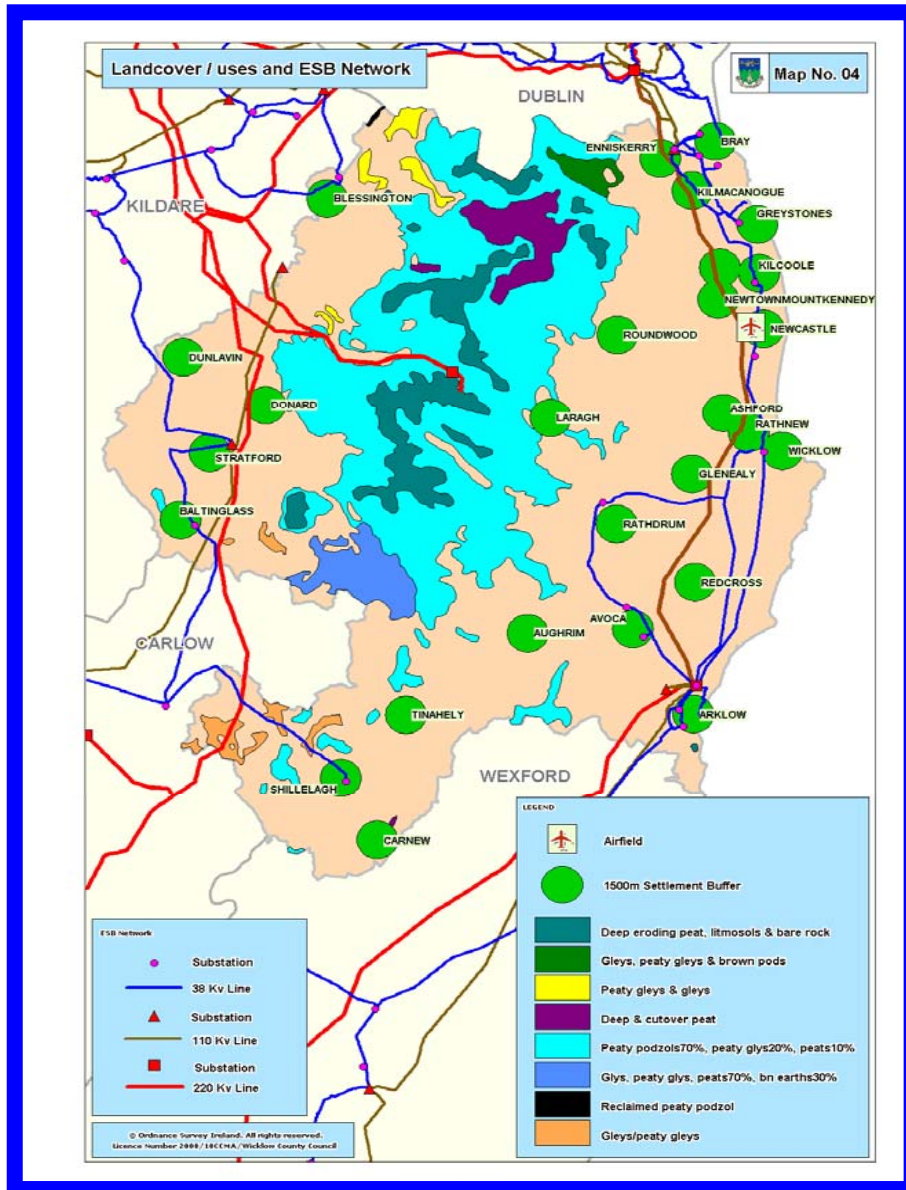 Landcover / uses and ESB Network
Map No. 04
DUBLIN
KILDARE
CARLOW
WEXFORD
ENNISKERRY
BRAY
KILMACANOGUE
BLESSINGTON
GREYSTONES
KILCOOLE
NEWTOWNMOUNTKENNEDY
NEWCASTLE
ROUNDWOOD
DUNLAVIN
DONARD
LARAGH
ASHFORD
RATHNEW
WICKLOW
STRATFORD
GLENEALY
BALTINGLASS
RATHDRUM
REDCROSS
AVOCA
AUGHRIM
TINAHELY
ARKLOW
SHILLELAGH
CARNEW
LEGEND
Airfield
1500m Settlement Buffer
Deep eroding peat, litmosols & bare rock
Gleys, peaty gleys & brown pods
Peaty gleys & gleys
Deep & cutover peat
Peaty podzols70%, peaty glys20%, peats10%
Glys, peaty glys, peats70%, bn earths30%
Reclaimed peaty podzol
Gleys/peaty gleys
ESB Network
Substation
38 Kv Line
Substation
110 Kv Line
Substation
220 Kv Line
© Ordnance Survey Ireland. All rights reserved.
Licence Number 2008/10CCMA/Wicklow County Council